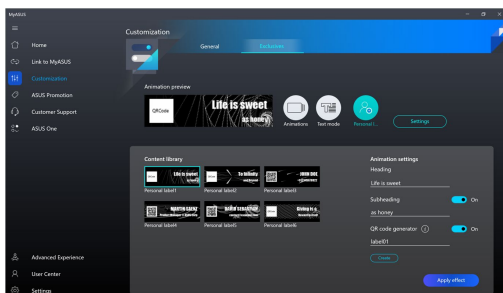 MyASUS
Customization
Home
Link to MyASUS
Customization
ASUS Promotion
Customer Support
ASUS One
Advanced Experience
User Center
Settings
General
Exclusive
Animation preview
QRCode
Life is sweet
as honey
Animations
Text mode
Personal l...
Settings
Content library
Life is sweet
Personal label1
To Infinity
Personal label2
JOHN DOE
Personal label3
MARTIN SAENZ
Personal label4
DAVID SEBASTIAN
Personal label5
Giving is a
Personal label6
Animation settings
Heading
Life is sweet
Subheading
On
as honey
QR code generator
On
label01
Create
Apply effect